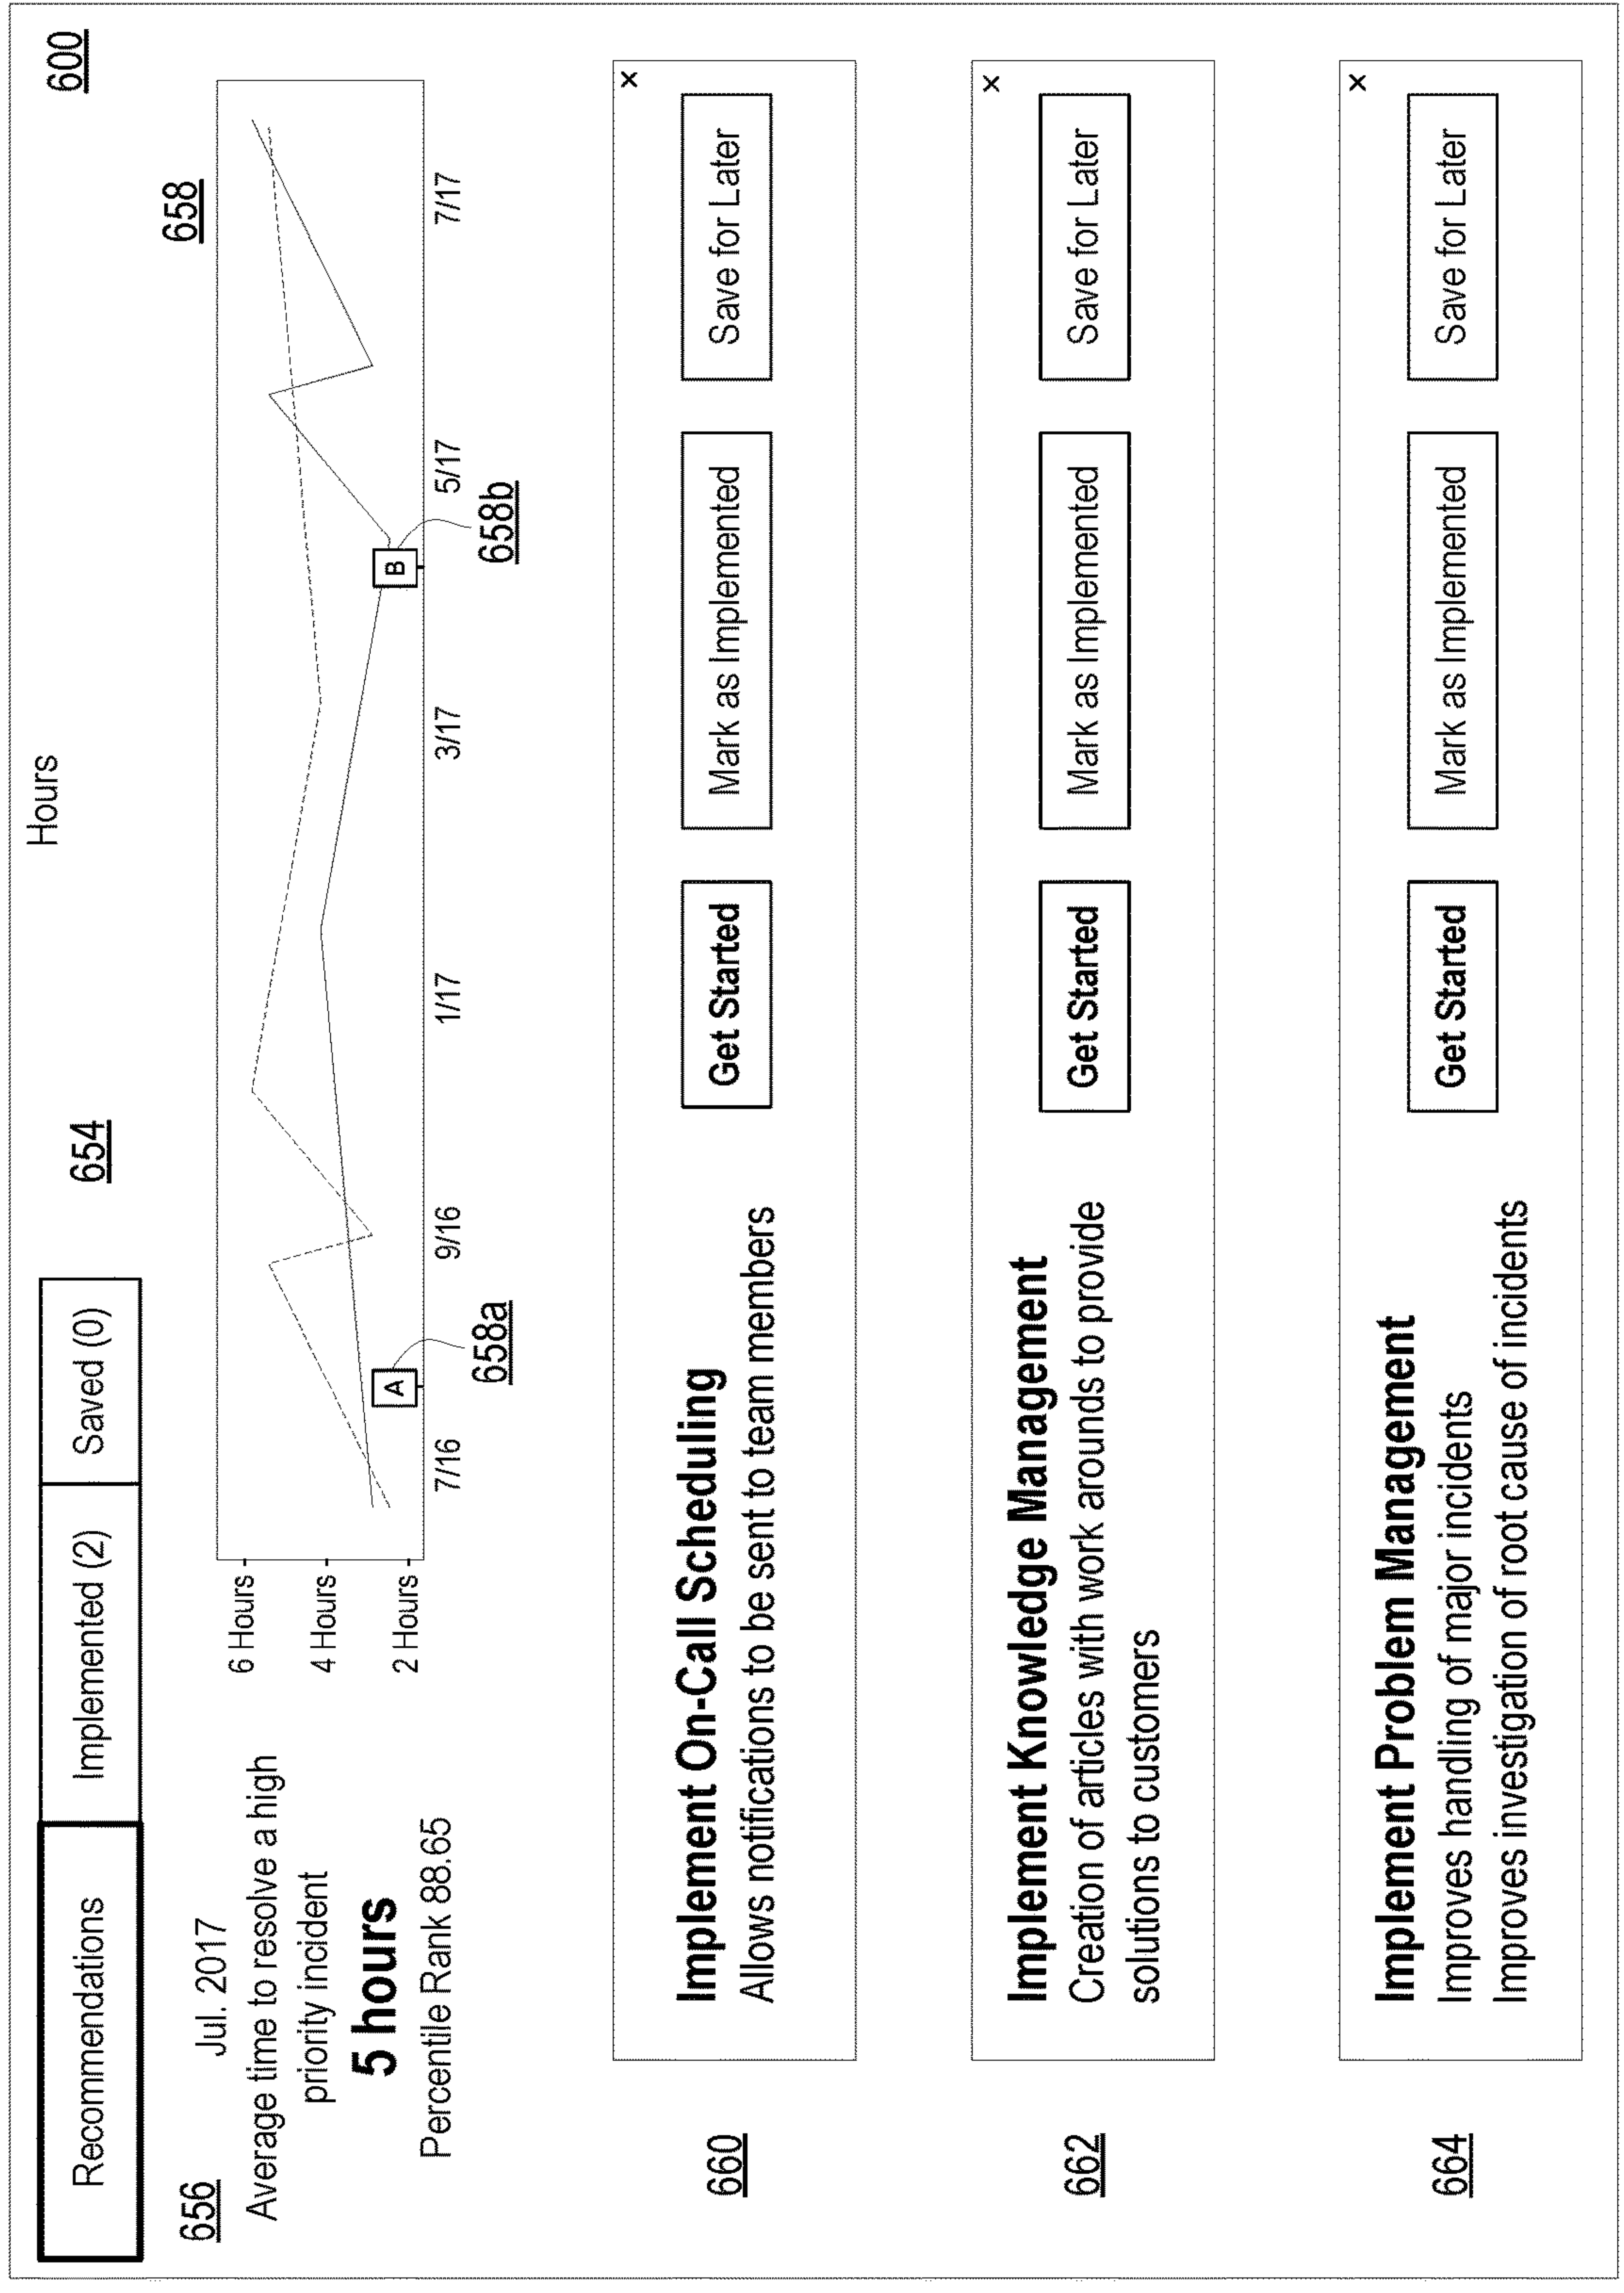 Hours
600
Recommendations
Implemented (2)
Saved (0)
654
656
Jul. 2017
Average time to resolve a high
priority incident
5 hours
Percentile Rank 88.65
658
6 Hours
4 Hours
2 Hours
A
B
7/16
9/16
1/17
3/17
5/17
7/17
658a
658b
660
Implement On-Call Scheduling
Allows notifications to be sent to team members
Get Started
Mark as Implemented
Save for Later
x
662
Implement Knowledge Management
Creation of articles with work arounds to provide
solutions to customers
Get Started
Mark as Implemented
Save for Later
x
664
Implement Problem Management
Improves handling of major incidents
Improves investigation of root cause of incidents
Get Started
Mark as Implemented
Save for Later
x